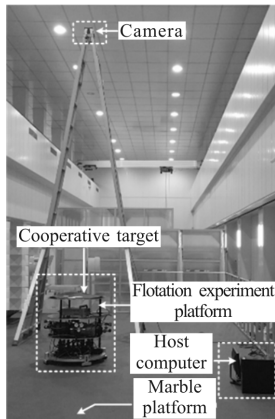 Camera
Cooperative target
Flotation experiment
platform
Host
computer
Marble
platform